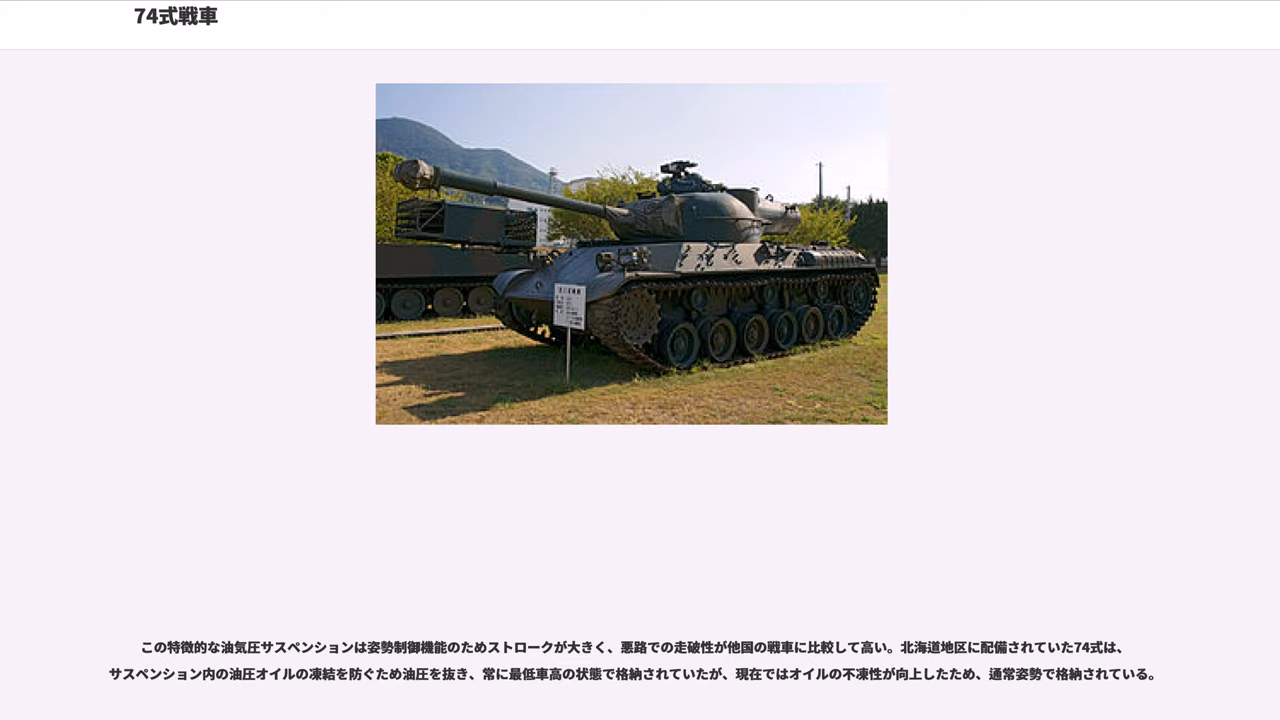 74式戦車
この特徴的な油気圧サスペンションは姿勢制御機能のためストロークが大きく、悪路での走破性が他国の戦車に比較して高い。北海道地区に配備されていた74式は、
サスペンション内の油圧オイルの凍結を防ぐため油圧を抜き、常に最低車高の状態で格納されていたが、現在ではオイルの不凍性が向上したため、通常姿勢で格納されている。